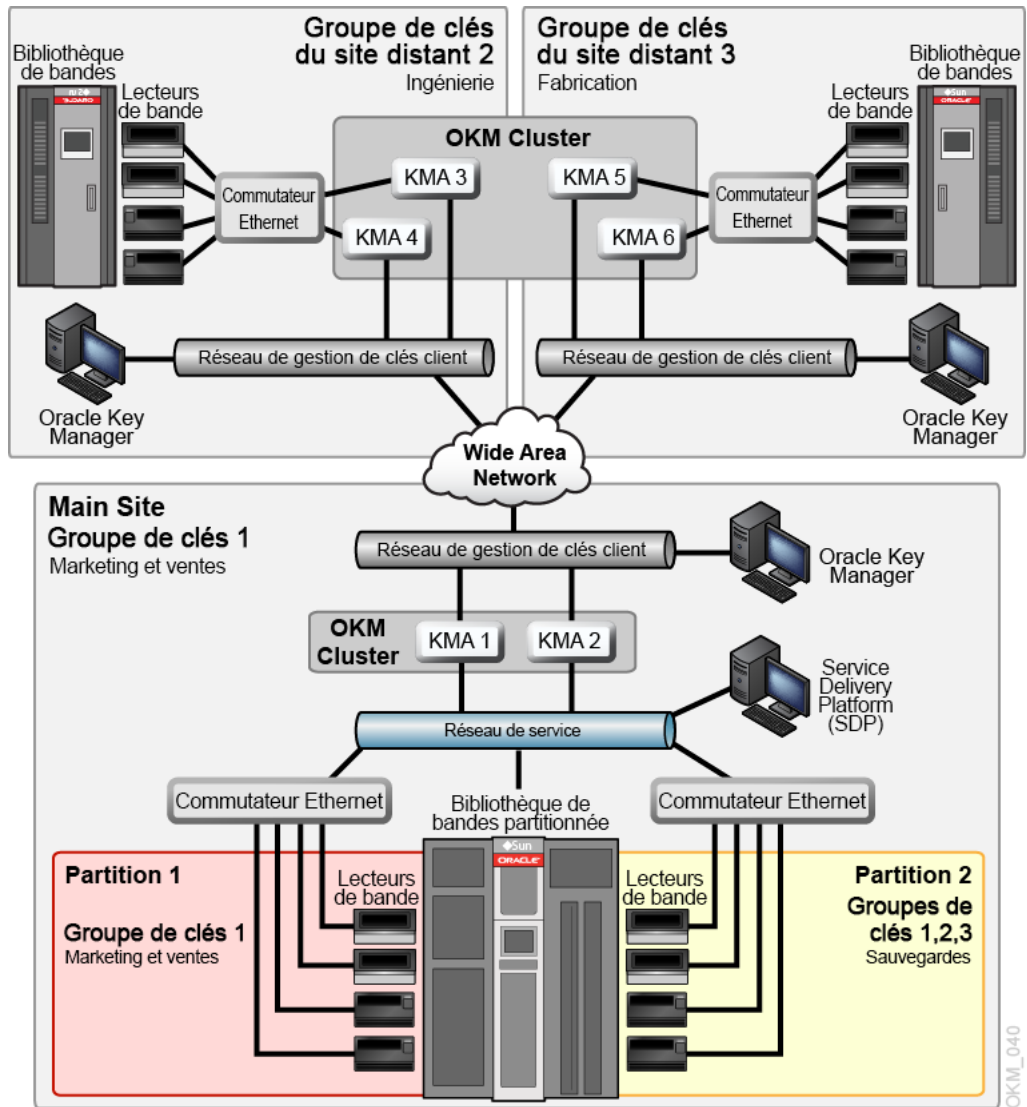 Groupe de clés
du site distant 2
Ingénierie
Bibliothèque
de bandes
Lecteurs
de bande
Commutateur
Ethernet
Groupe de clés
du site distant 3
Fabrication
Bibliothèque
de bandes
Sun
ORACLE
Lecteurs
de bande
Commutateur
Ethernet
OKM Cluster
KMA 3
KMA 4
KMA 5
KMA 6
Réseau de gestion de clés client
Oracle Key
Manager
Réseau de gestion de clés client
Oracle Key
Manager
Wide Area
Network
Main Site
Groupe de clés 1
Marketing et ventes
Réseau de gestion de clés client
Oracle Key
Manager
OKM
Cluster
KMA 1
KMA 2
Service
Delivery
Platform
(SDP)
Réseau de service
Commutateur Ethernet
Bibliothèque de
bandes partitionnée
Commutateur Ethernet
Sun
ORACLE
Partition 1
Groupe de clés 1
Marketing et ventes
Lecteurs
de bande
Lecteurs
de bande
Partition 2
Groupes de
clés 1,2,3
Sauvegardes
OKM_040